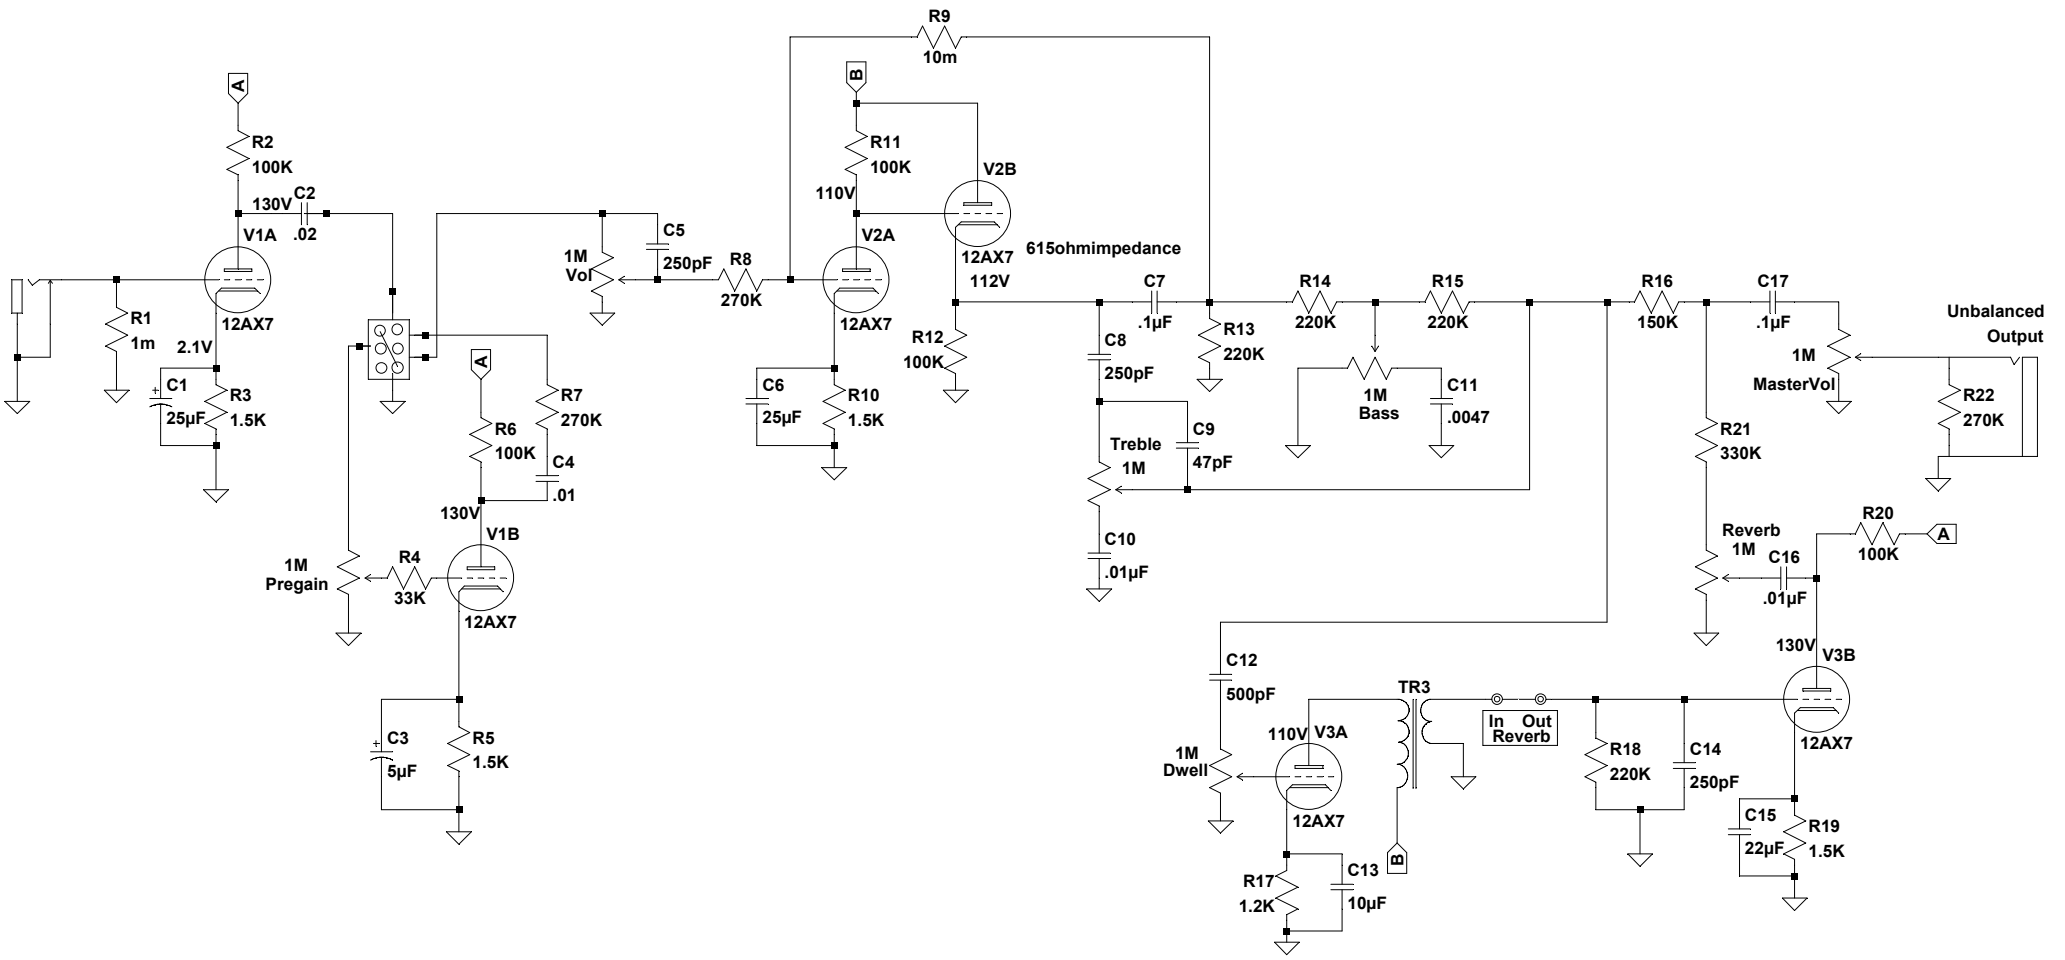 R9
10m
A
B
R2
100K
R11
100K
V2B
130V
C2
.02
110V
V1A
V2A
12AX7
C5
250pF
1M
Vol
R8
270K
615ohmimpedance
112V
C7
.1µF
R14
220K
R15
220K
R16
150K
C17
.1µF
Unbalanced
Output
R1
1m
12AX7
2.1V
12AX7
R12
100K
R13
220K
C8
250pF
1M
MasterVol
C1
25µF
R3
1.5K
A
R7
270K
C6
25µF
R10
1.5K
1M
Bass
C11
.0047
R22
270K
R6
100K
C4
.01
Treble
1M
C9
47pF
R21
330K
130V
V1B
C10
.01µF
R20
100K
A
Reverb
1M
C16
.01µF
1M
Pregain
R4
33K
12AX7
130V
V3B
C12
500pF
TR3
In Out
Reverb
12AX7
C3
5µF
R5
1.5K
110V
V3A
1M
Dwell
R18
220K
C14
250pF
12AX7
C15
22µF
R19
1.5K
B
R17
1.2K
C13
10µF